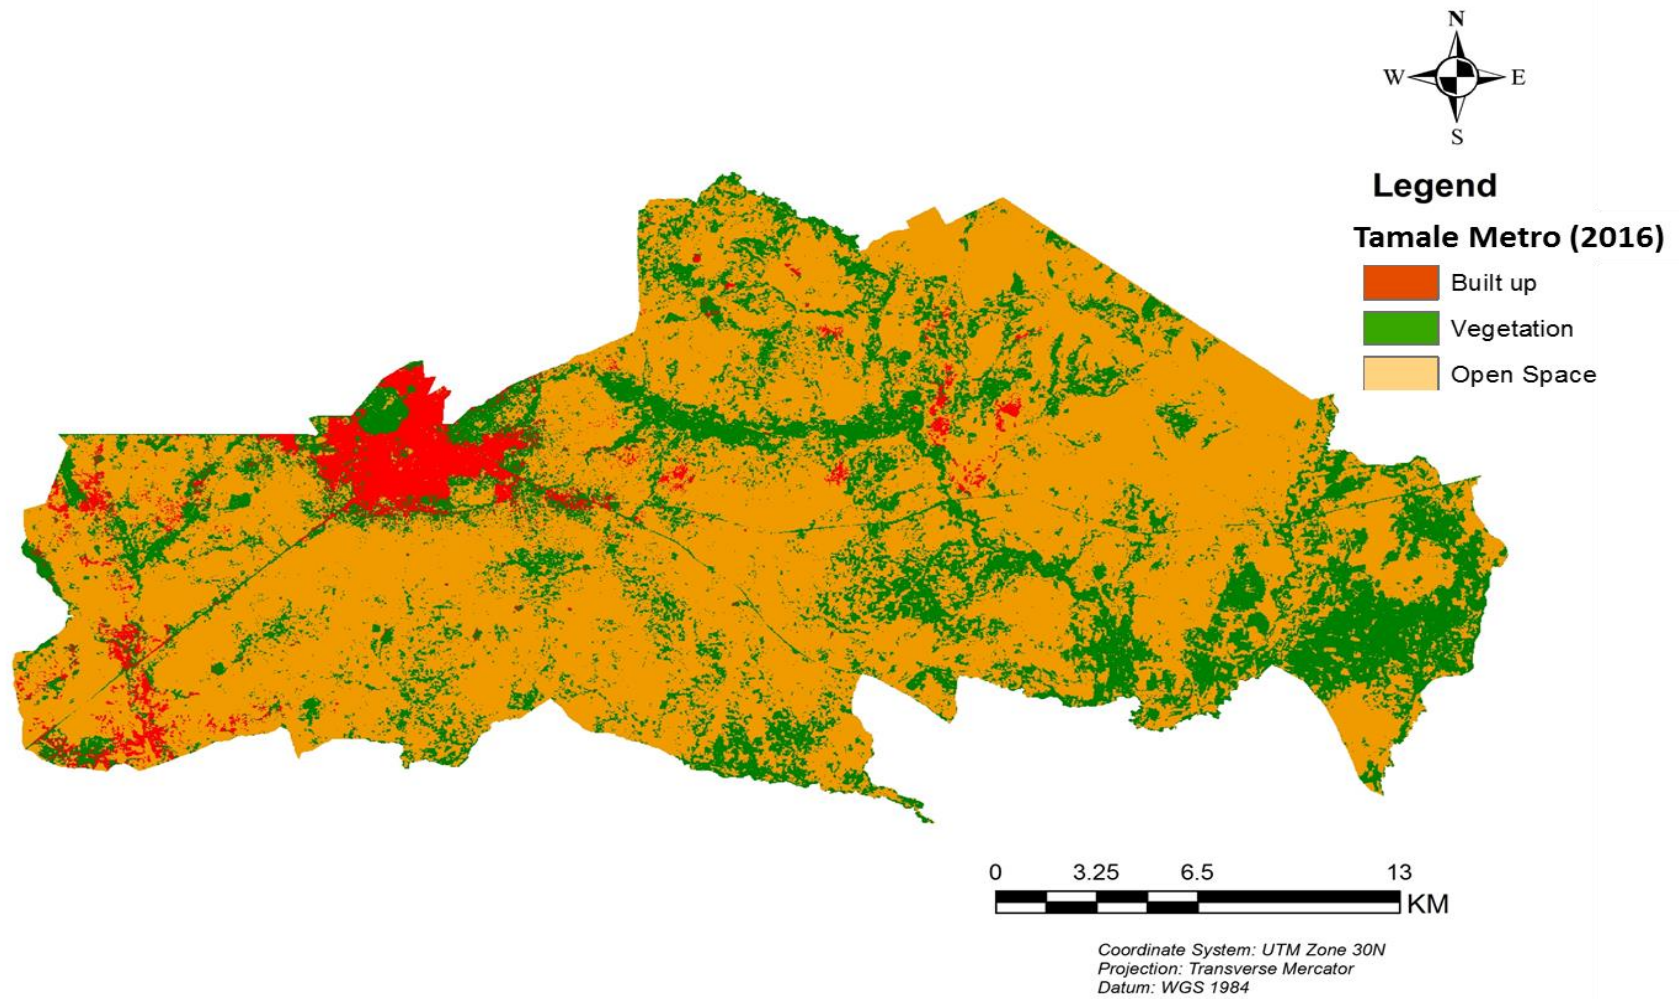 N
W E
S
Legend
Tamale Metro (2016)
Built up
Vegetation
Open Space
0 3.25 6.5 13
KM
Coordinate System: UTM Zone 30N
Projection: Transverse Mercator
Datum: WGS 1984